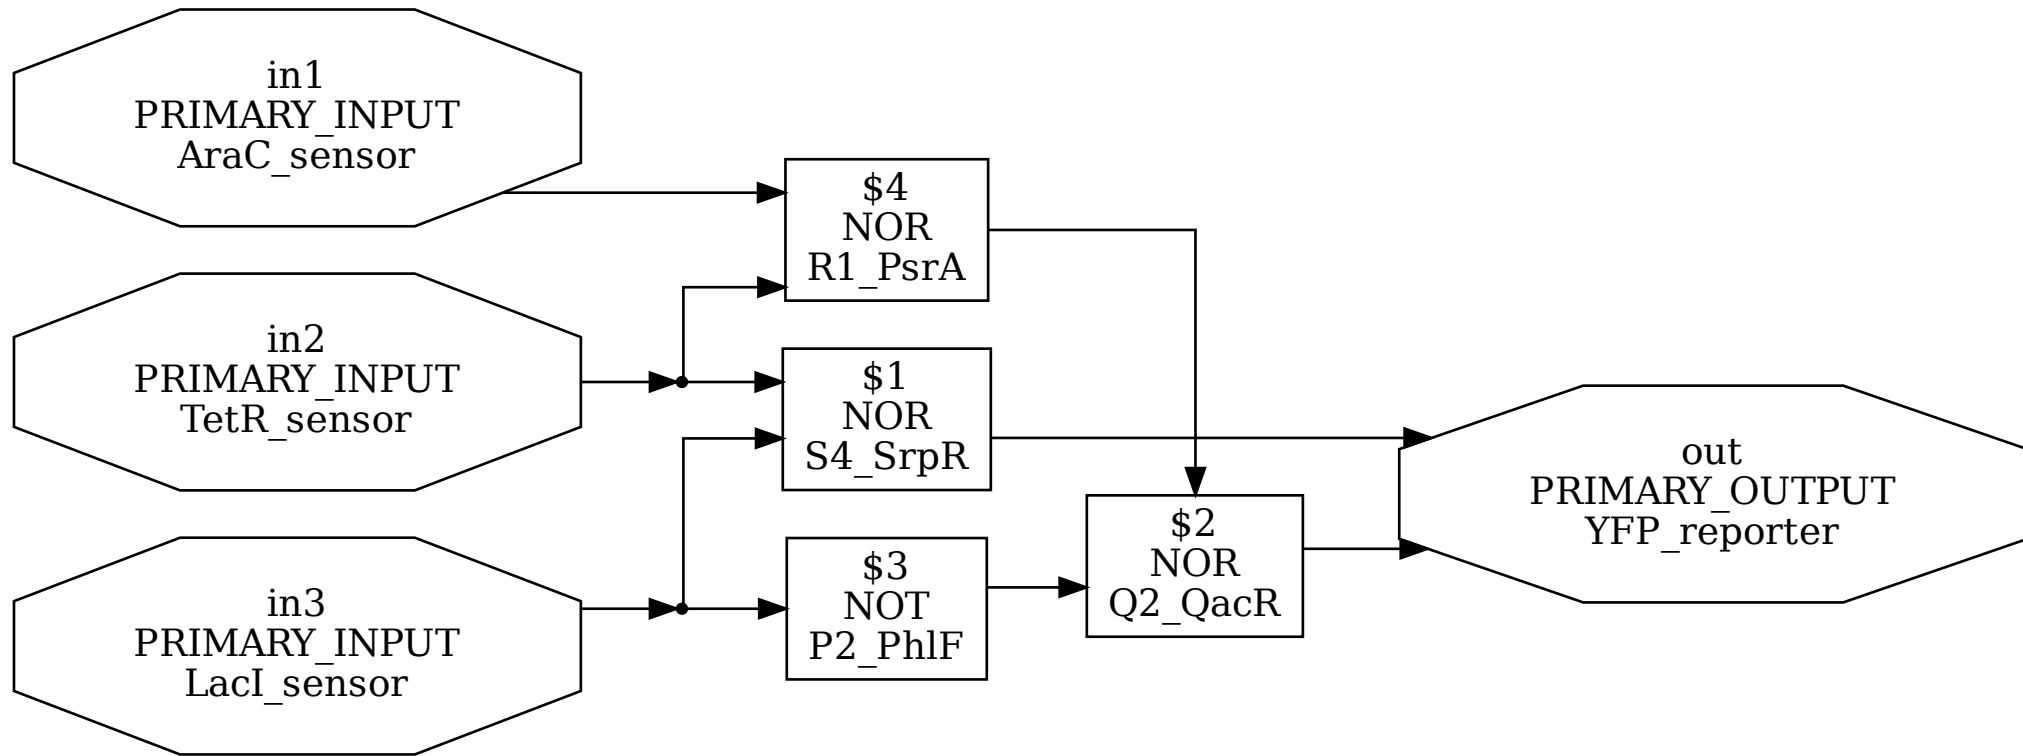 in1
PRIMARY_INPUT
AraC_sensor
$4
NOR
R1_PsrA
in2
PRIMARY_INPUT
TetR_sensor
$1
NOR
S4_SrpR
in3
PRIMARY_INPUT
LacI_sensor
$3
NOT
P2_PhlF
$2
NOR
Q2_QacR
out
PRIMARY_OUTPUT
YFP_reporter